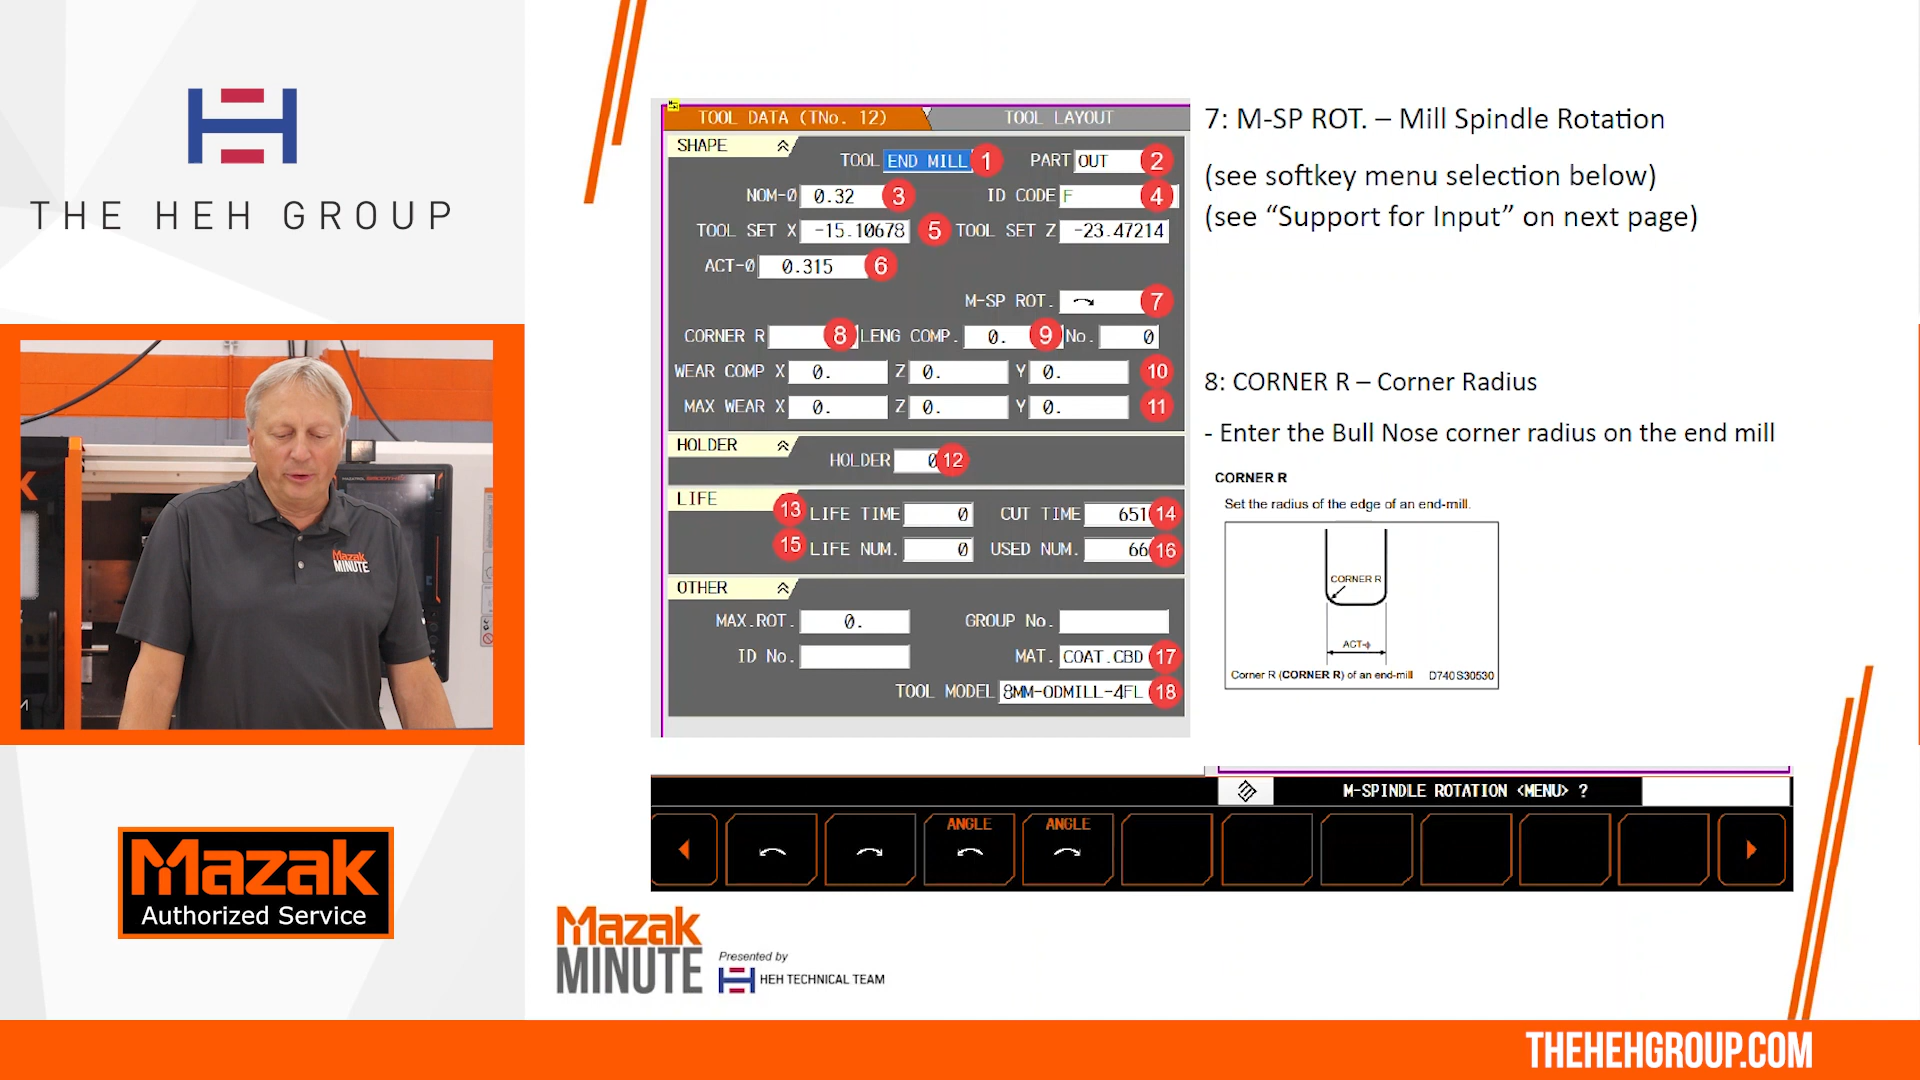 THE HEH GROUP
Mazak
MINUTE
Mazak
Authorized Service
TOOL DATA (TNo. 12)
TOOL LAYOUT
SHAPE
TOOL END MILL 1 PART OUT 2
NOM-Ø 0.32 3 ID CODE F 4
TOOL SET X -15.10678 5 TOOL SET Z -23.47214
ACT-Ø 0.315 6
M-SP ROT. 7
CORNER R 8 LENG COMP. 0. 9 No. 0
WEAR COMP X 0. Z 0. Y 0. 10
MAX WEAR X 0. Z 0. Y 0. 11
HOLDER
HOLDER 0 12
LIFE
13 LIFE TIME 0 CUT TIME 651 14
15 LIFE NUM. 0 USED NUM. 66 16
OTHER
MAX.ROT. 0. GROUP No.
ID No. MAT. COAT.CBD 17
TOOL MODEL 8MM-ODMILL-4FL 18
7: M-SP ROT. – Mill Spindle Rotation
(see softkey menu selection below)
(see “Support for Input” on next page)
8: CORNER R – Corner Radius
- Enter the Bull Nose corner radius on the end mill
CORNER R
Set the radius of the edge of an end-mill.
CORNER R
ACT-ϕ
Corner R (CORNER R) of an end-mill D740S30530
M-SPINDLE ROTATION <MENU> ?
ANGLE ANGLE
Mazak
MINUTE
Presented by
HEH TECHNICAL TEAM
THEHEHGROUP.COM